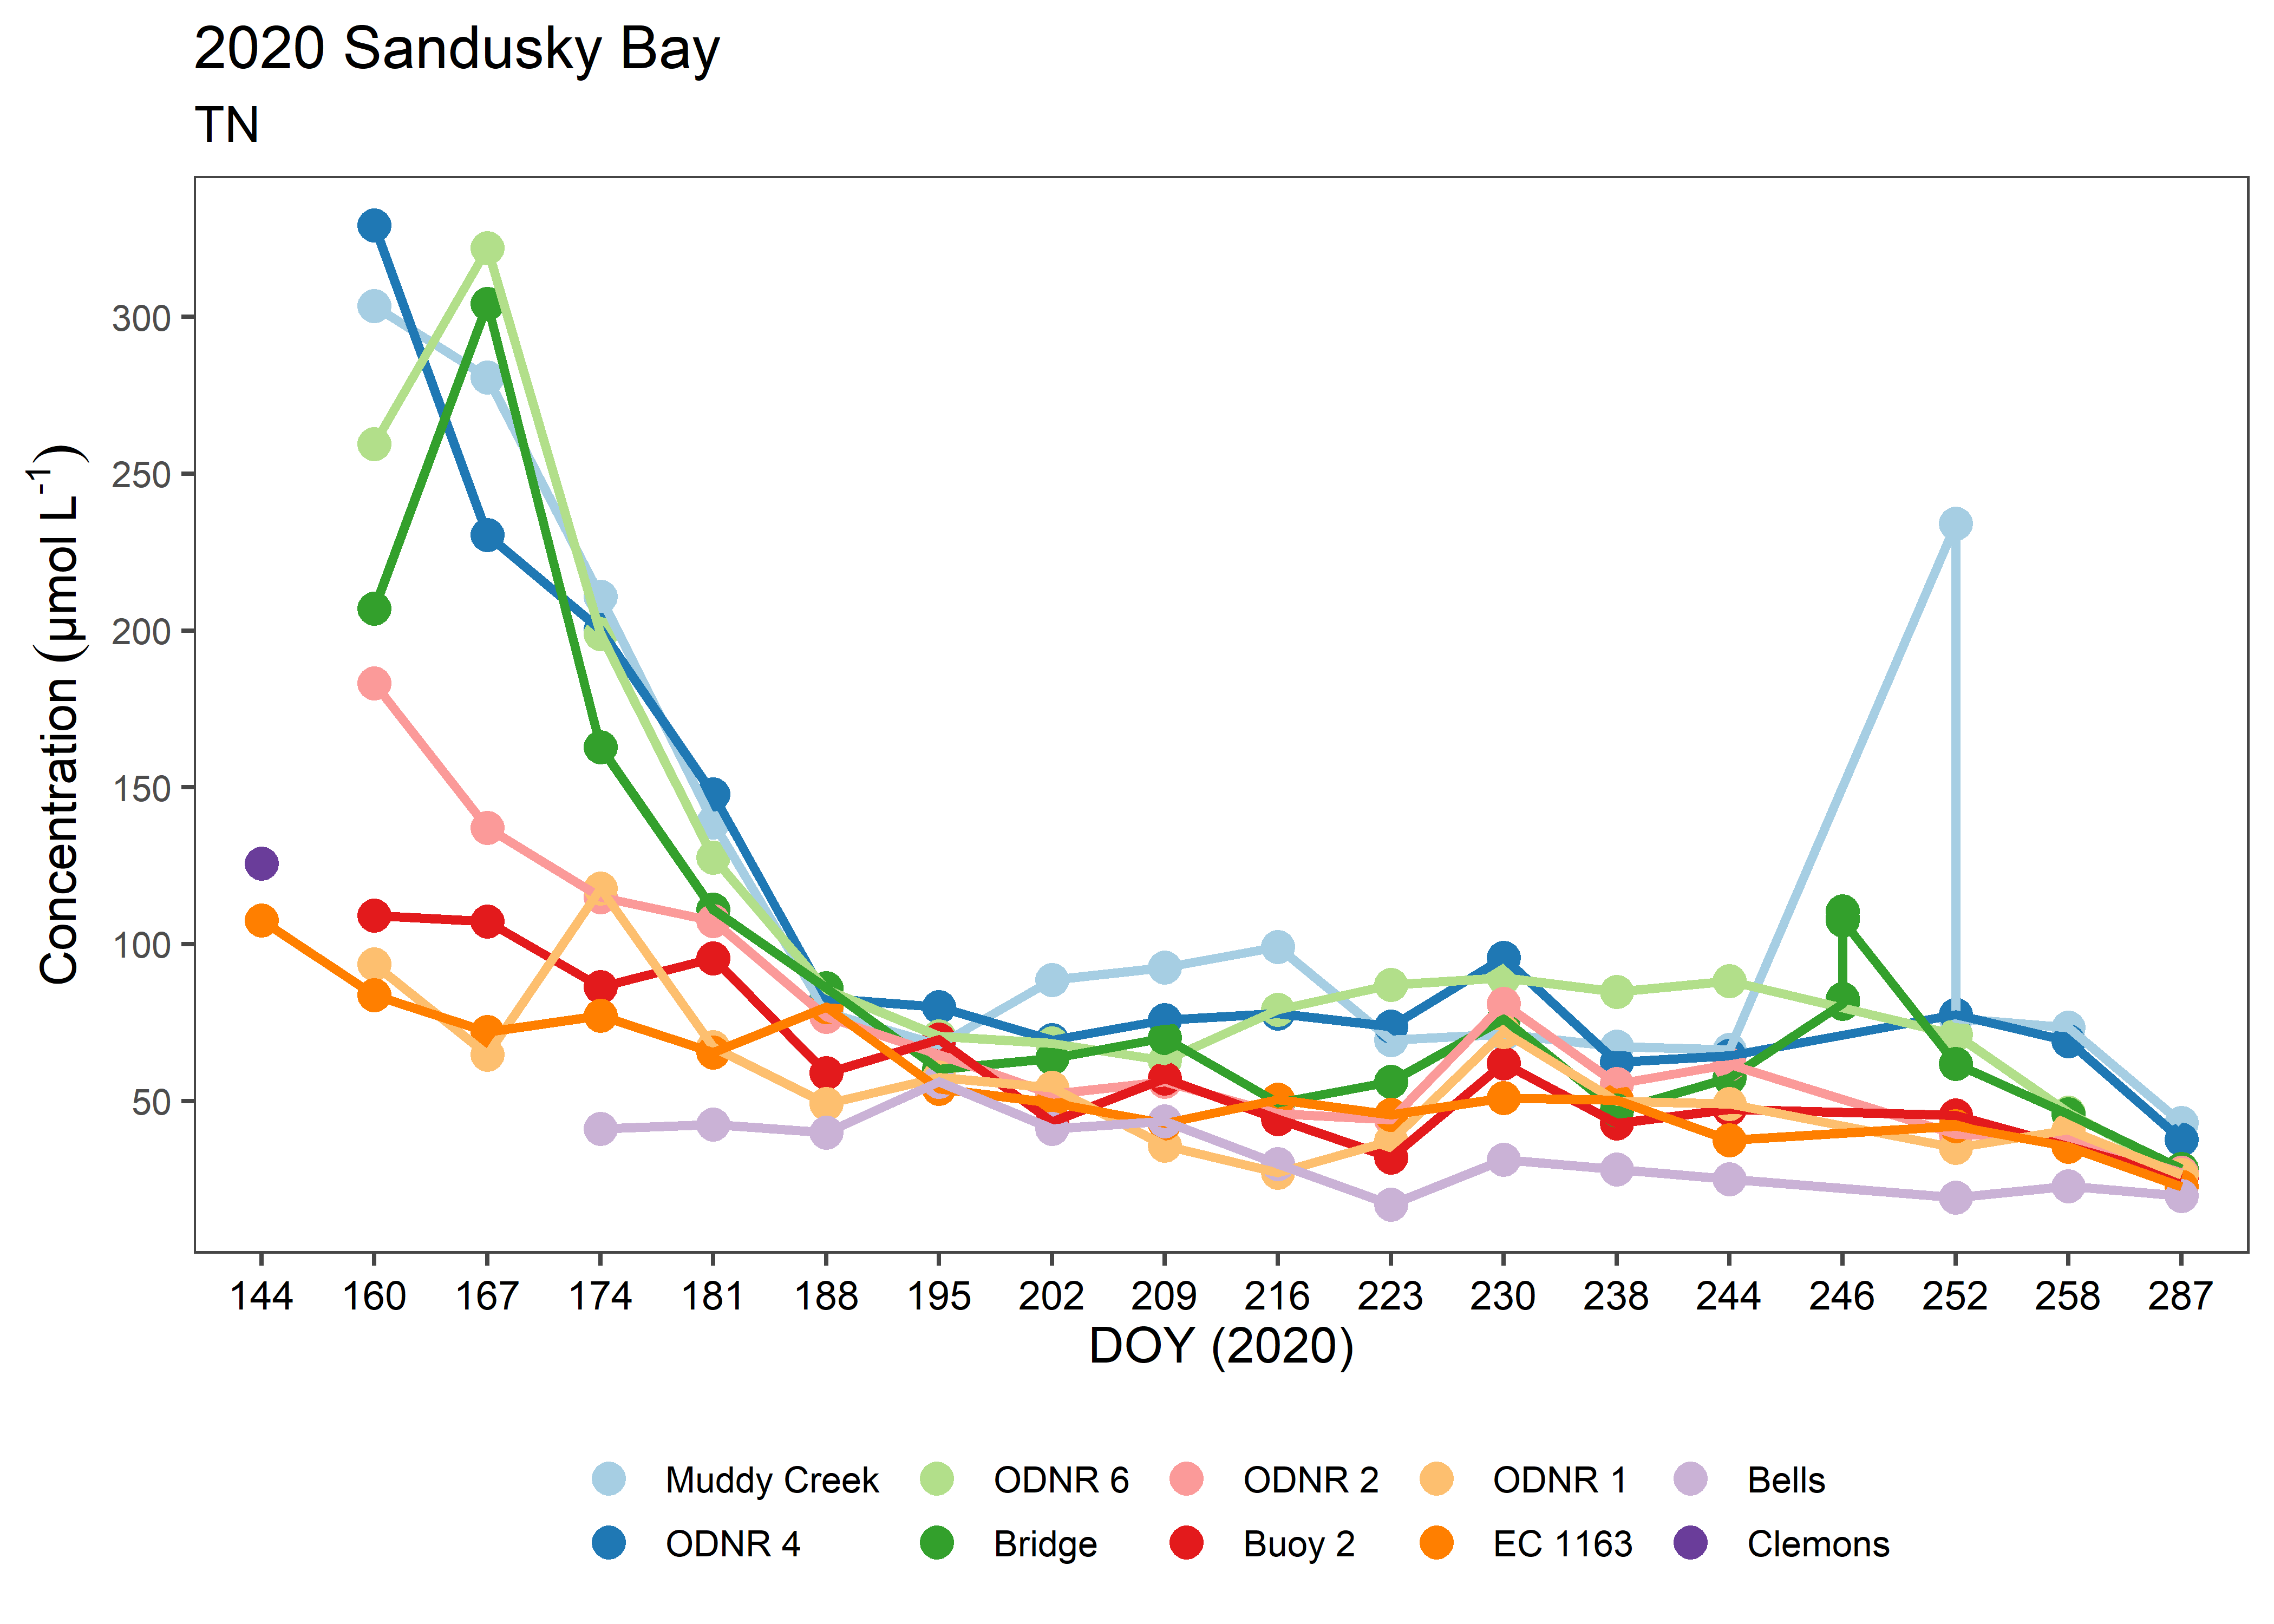 2020 Sandusky Bay
TN
Concentration (µmol L⁻¹)
300
250
200
150
100
50
144 160 167 174 181 188 195 202 209 216 223 230 238 244 246 252 258 287
DOY (2020)
Muddy Creek ODNR 6 ODNR 2 ODNR 1 Bells
ODNR 4 Bridge Buoy 2 EC 1163 Clemons